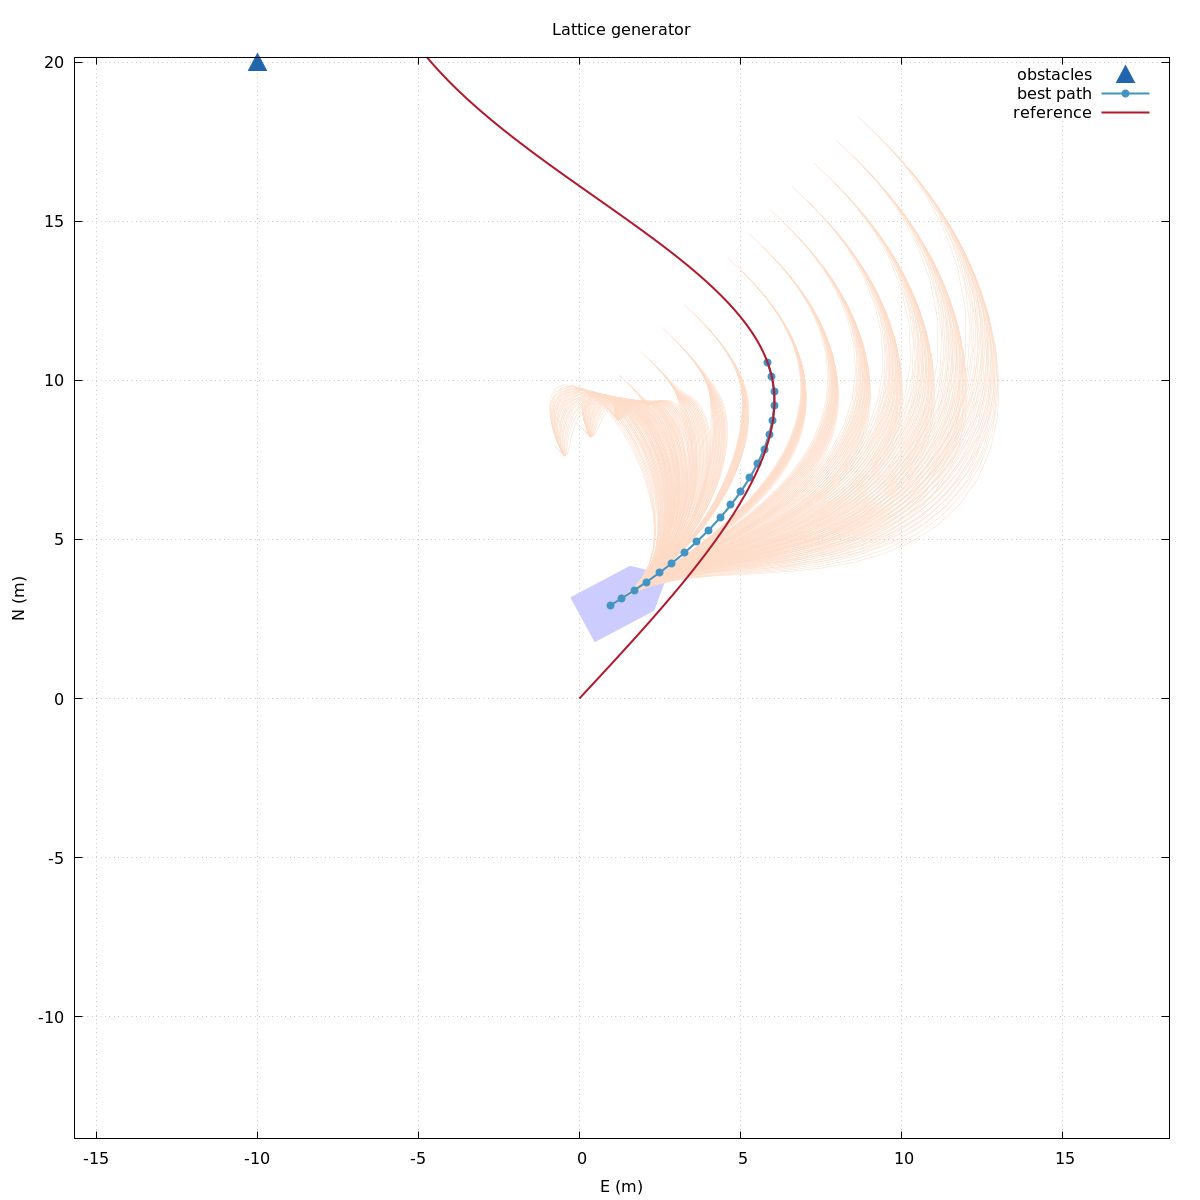 Lattice generator
obstacles
best path
reference
20
15
10
5
0
-5
-10
N (m)
-15 -10 -5 0 5 10 15
E (m)